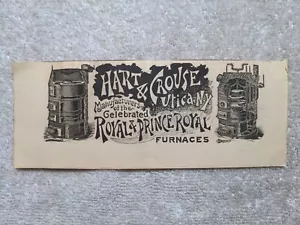 HART & CROUSE
Utica, N.Y.
Manufacturers
of the
Celebrated
ROYAL & PRINCE ROYAL
FURNACES